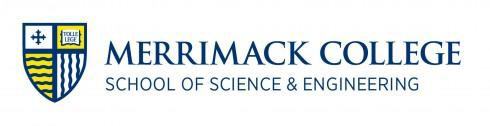 TOLLE
LEGE
MERRIMACK COLLEGE
SCHOOL OF SCIENCE & ENGINEERING